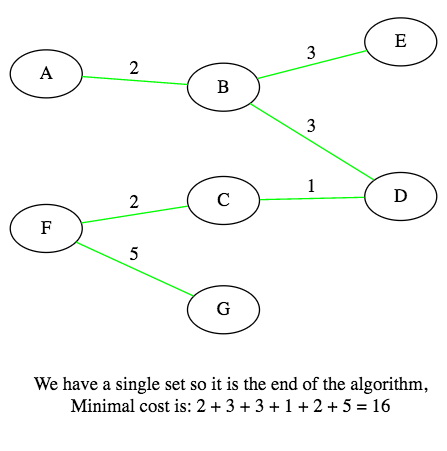 E
3
A
2
B
3
C
1
D
2
F
5
G
We have a single set so it is the end of the algorithm,
Minimal cost is: 2 + 3 + 3 + 1 + 2 + 5 = 16